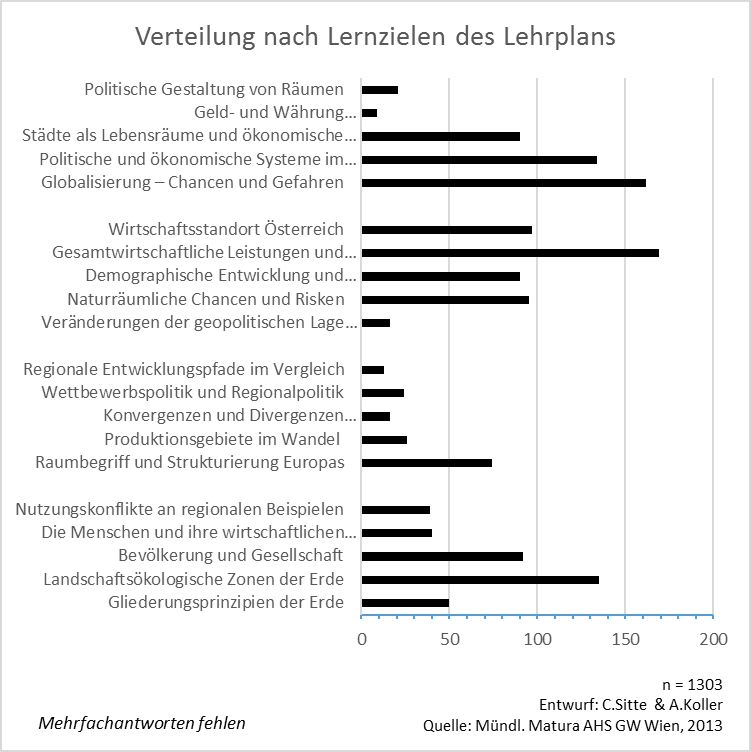 Verteilung nach Lernzielen des Lehrplans
Politische Gestaltung von Räumen
Geld- und Währung...
Städte als Lebensräume und ökonomische...
Politische und ökonomische Systeme im...
Globalisierung – Chancen und Gefahren
Wirtschaftsstandort Österreich
Gesamtwirtschaftliche Leistungen und...
Demographische Entwicklung und...
Naturräumliche Chancen und Risken
Veränderungen der geopolitischen Lage...
Regionale Entwicklungspfade im Vergleich
Wettbewerbspolitik und Regionalpolitik
Konvergenzen und Divergenzen...
Produktionsgebiete im Wandel
Raumbegriff und Strukturierung Europas
Nutzungskonflikte an regionalen Beispielen
Die Menschen und ihre wirtschaftlichen...
Bevölkerung und Gesellschaft
Landschaftsökologische Zonen der Erde
Gliederungsprinzipien der Erde
0 50 100 150 200
n = 1303
Entwurf: C.Sitte & A.Koller
Mehrfachantworten fehlen
Quelle: Mündl. Matura AHS GW Wien, 2013